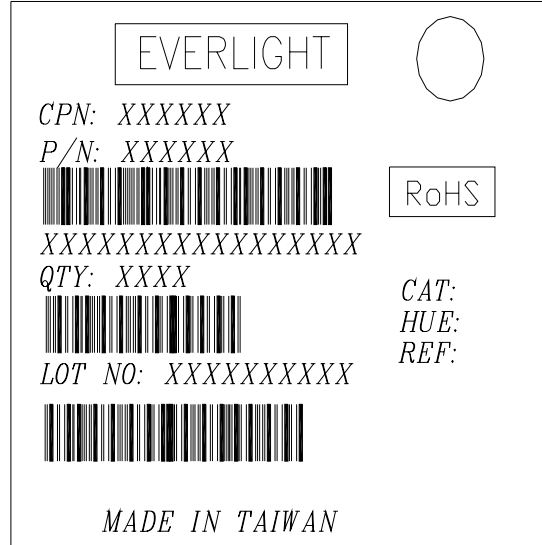 EVERLIGHT
CPN: XXXXXX
P/N: XXXXXX
RoHS
XXXXXXXXXXXXXXXXX
QTY: XXXX
CAT:
HUE:
REF:
LOT NO: XXXXXXXXXX
MADE IN TAIWAN